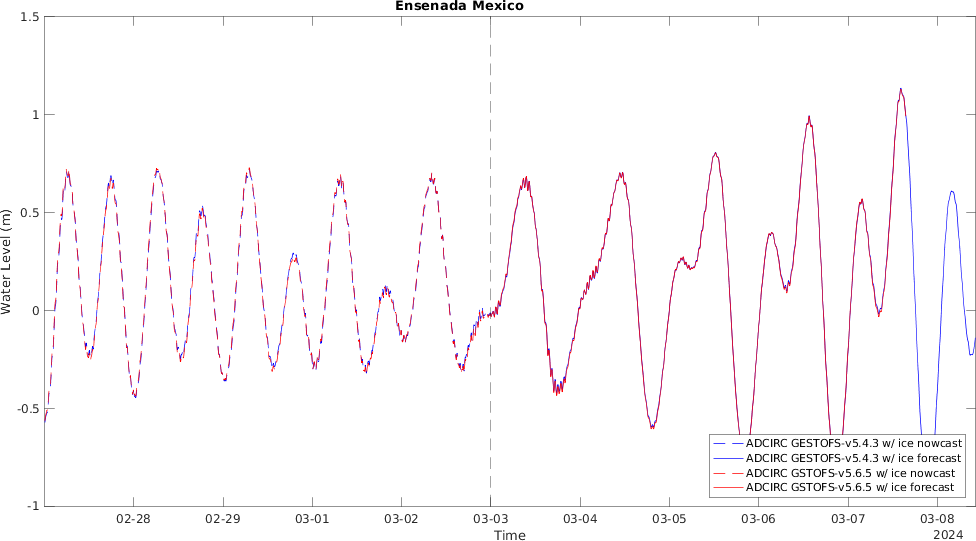 Ensenada Mexico
1.5
1
0.5
0
-0.5
-1
Water Level (m)
ADCIRC GESTOFS-v5.4.3 w/ ice nowcast
ADCIRC GESTOFS-v5.4.3 w/ ice forecast
ADCIRC GSTOFS-v5.6.5 w/ ice nowcast
ADCIRC GSTOFS-v5.6.5 w/ ice forecast
02-28 02-29 03-01 03-02 03-03 03-04 03-05 03-06 03-07 03-08
Time
2024